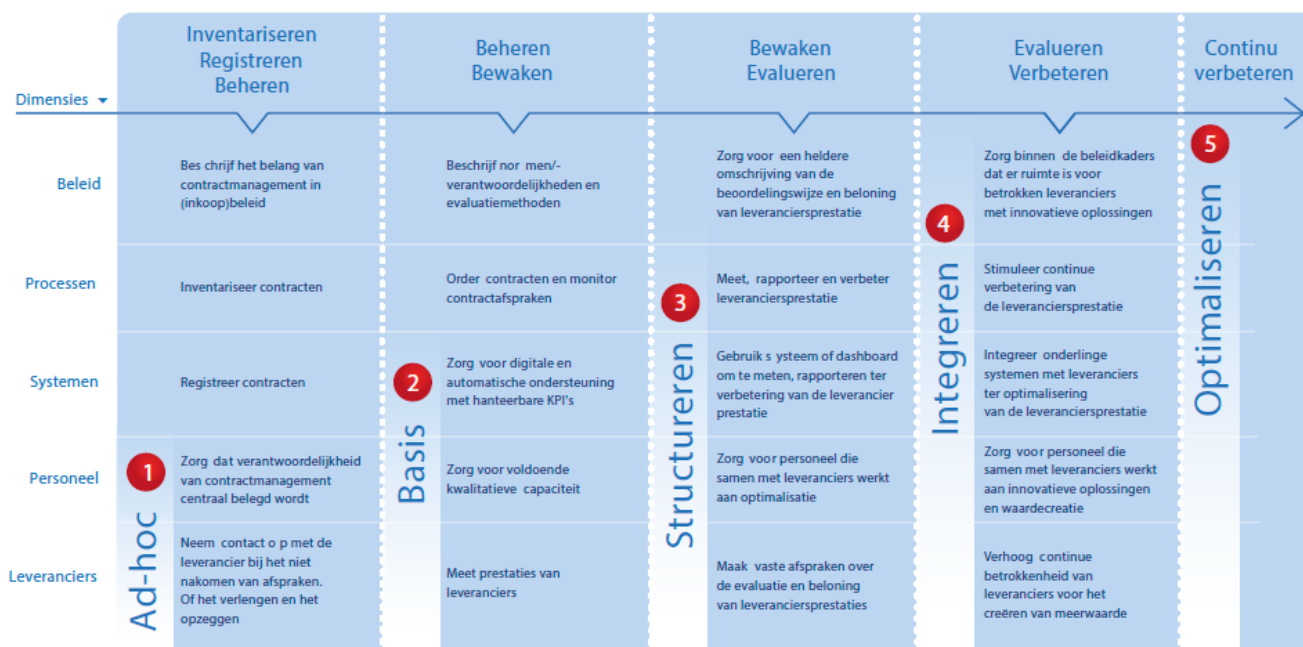 Inventariseren
Registreren
Beheren
Beheren
Bewaken
Bewaken
Evalueren
Evalueren
Verbeteren
Continu
verbeteren
Dimensies
Beleid
Bes chrijf het belang van
contractmanagement in
(inkoop)beleid
Beschrijf nor men/-
verantwoordelijkheden en
evaluatiemethoden
Zorg voor een heldere
omschrijving van de
beoordelingswijze en beloning
van leveranciersprestatie
Zorg binnen de beleidkaders
dat er ruimte is voor
betrokken leveranciers
met innovatieve oplossingen
Processen
Inventariseer contracten
Order contracten en monitor
contractafspraken
Meet, rapporteer en verbeter
leveranciersprestatie
Stimuleer continue
verbetering van
de leveranciersprestatie
Systemen
Registreer contracten
Zorg voor digitale en
automatische ondersteuning
met hanteerbare KPI's
Gebruik s ysteem of dashboard
om te meten, rapporteren ter
verbetering van de leverancier
prestatie
Integreer onderlinge
systemen met leveranciers
ter optimalisering
van de leveranciersprestatie
Personeel
Zorg dat verantwoordelijkheid
van contractmanagement
centraal belegd wordt
Zorg voor voldoende
kwalitatieve capaciteit
Zorg voor personeel die
samen met leveranciers werkt
aan optimalisatie
Zorg voor personeel die
samen met leveranciers werkt
aan innovatieve oplossingen
en waardecreatie
Leveranciers
Neem contact o p met de
leverancier bij het niet
nakomen van afspraken.
Of het verlengen en het
opzeggen
Meet prestaties van
leveranciers
Maak vaste afspraken over
de evaluatie en beloning
van leveranciersprestaties
Verhoog continue
betrokkenheid van
leveranciers voor het
creëren van meerwaarde
1
Ad-hoc
2
Basis
3
Structureren
4
Integreren
5
Optimaliseren